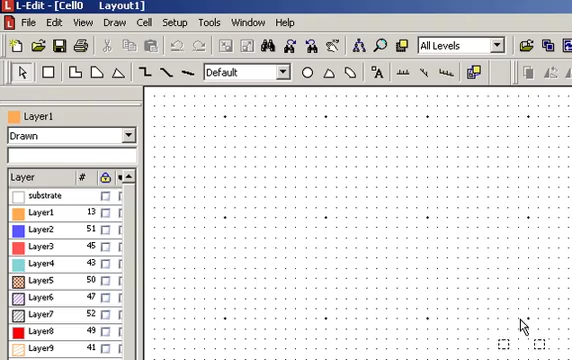 L-Edit - [Cell0 Layout1]
File Edit View Draw Cell Setup Tools Window Help
All Levels
Default
A
Layer1
Drawn
Layer #
substrate
Layer1 13
Layer2 51
Layer3 45
Layer4 43
Layer5 50
Layer6 47
Layer7 52
Layer8 49
Layer9 41